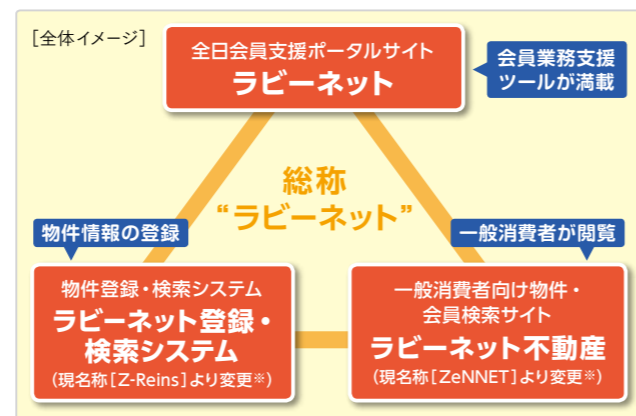 ［全体イメージ］
全日会員支援ポータルサイト
ラビーネット
会員業務支援
ツールが満載
総称
“ラビーネット”
物件情報の登録
一般消費者が閲覧
物件登録・検索システム
ラビーネット登録・
検索システム
（現名称［Z-Reins］より変更※）
一般消費者向け物件・
会員検索サイト
ラビーネット不動産
（現名称［ZeNNET］より変更※）